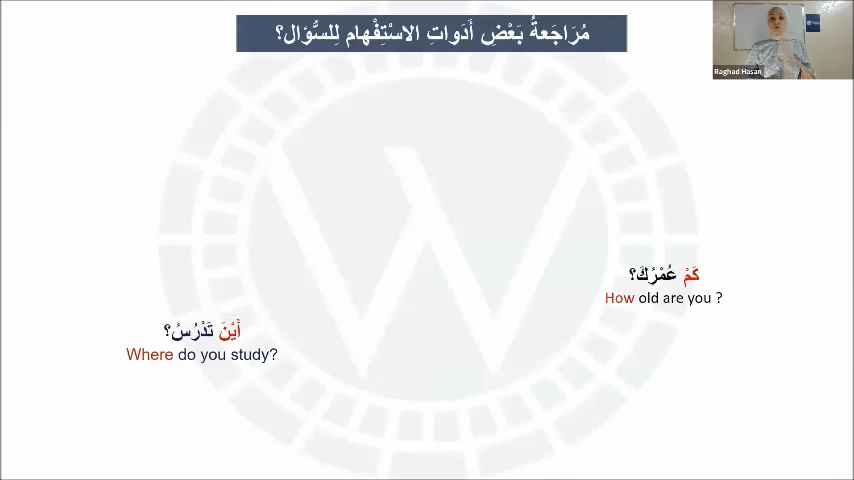 مُرَاجَعةُ بَعْضِ أَدَواتِ الاسْتِفْهام لِلسُّؤال؟
Raghad Hasan
كَمْ عُمْرُكَ؟
How old are you ?
أَيْنَ تَدْرُسُ؟
Where do you study?